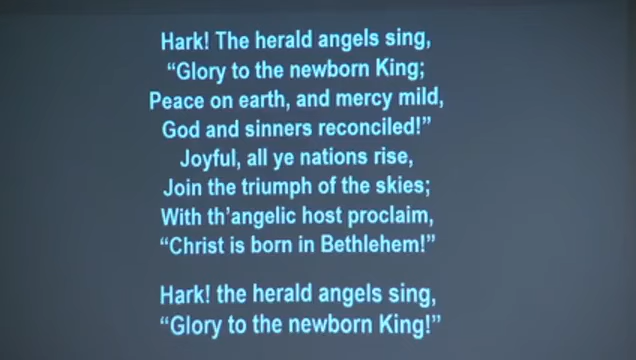 Hark! The herald angels sing,
“Glory to the newborn King;
Peace on earth, and mercy mild,
God and sinners reconciled!”
Joyful, all ye nations rise,
Join the triumph of the skies;
With th’angelic host proclaim,
“Christ is born in Bethlehem!”
Hark! the herald angels sing,
“Glory to the newborn King!”